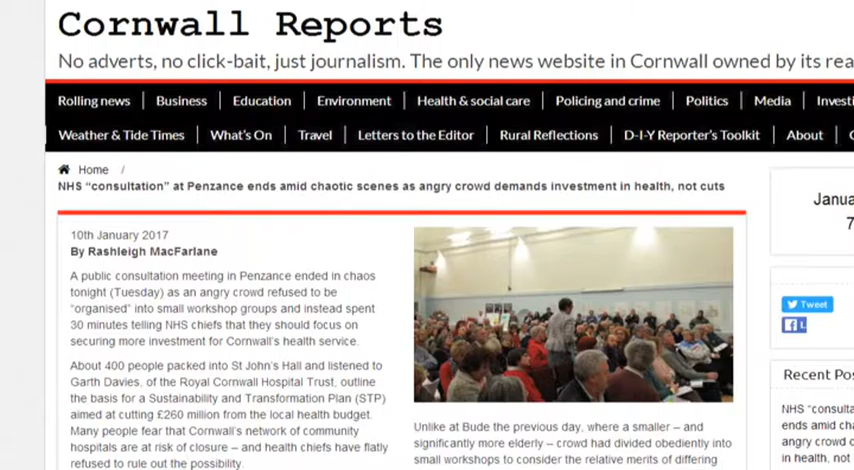 Cornwall Reports
No adverts, no click-bait, just journalism. The only news website in Cornwall owned by its
Rolling news Business Education Environment Health & social care Policing and crime Politics Media
Weather & Tide Times What's On Travel Letters to the Editor Rural Reflections D-I-Y Reporter's Toolkit About
Home /
NHS “consultation” at Penzance ends amid chaotic scenes as angry crowd demands investment in health, not cuts
10th January 2017
By Rashleigh MacFarlane
A public consultation meeting in Penzance ended in chaos
tonight (Tuesday) as an angry crowd refused to be
“organised” into small workshop groups and instead spent
30 minutes telling NHS chiefs that they should focus on
securing more investment for Cornwall's health service.
About 400 people packed into St John's Hall and listened to
Garth Davies, of the Royal Cornwall Hospital Trust, outline
the basis for a Sustainability and Transformation Plan (STP)
aimed at cutting £260 million from the local health budget.
Many people fear that Cornwall's network of community
hospitals are at risk of closure – and health chiefs have flatly
refused to rule out the possibility.
Unlike at Bude the previous day, where a smaller – and
significantly more elderly – crowd had divided obediently into
small workshops to consider the relative merits of differing
7
Tweet
Recent
NHS
ends amid
angry crowd
in health, not